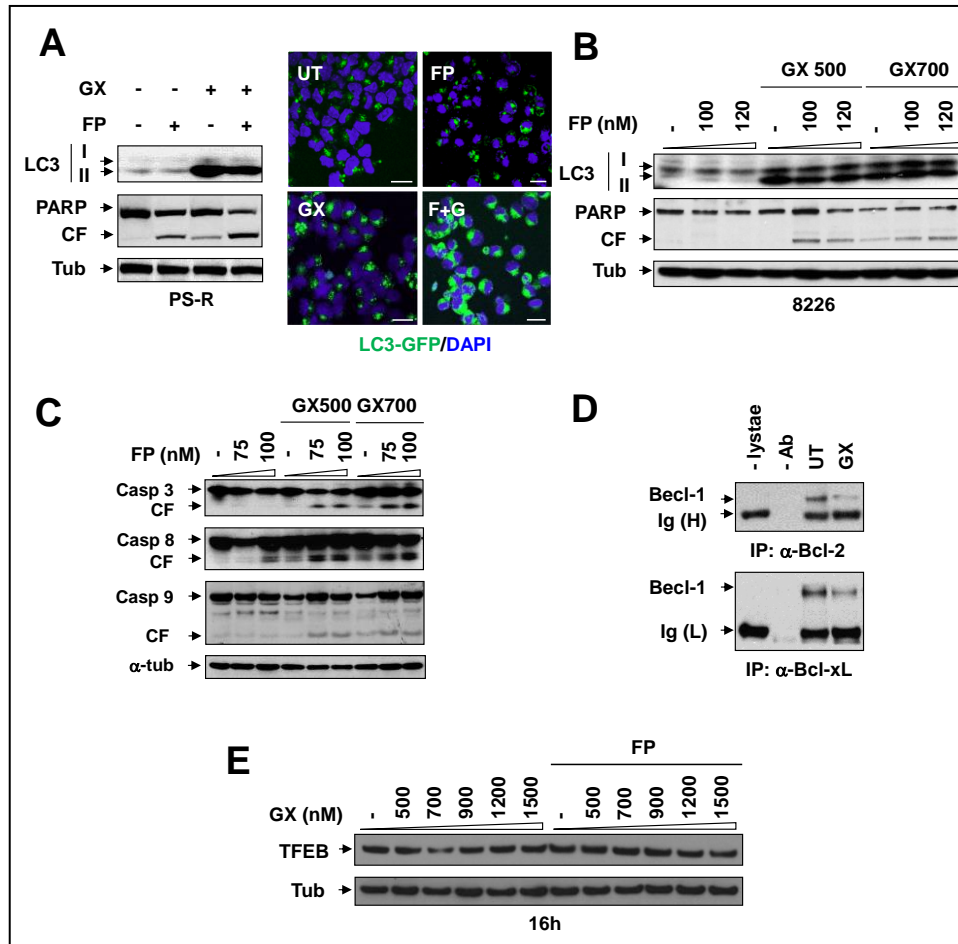 A
GX - - + +
FP - + - +
LC3 I
II
PARP
CF
Tub
PS-R
UT
FP
GX
F+G
LC3-GFP/DAPI
B
GX 500 GX700
FP (nM) - 100 120 - 100 120 - 100 120
LC3 I
II
PARP
CF
Tub
8226
C
GX500 GX700
FP (nM) - 75 100 - 75 100 - 75 100
Casp 3
CF
Casp 8
CF
Casp 9
CF
α-tub
D
- lystae - Ab UT GX
Becl-1
Ig (H)
IP: α-Bcl-2
Becl-1
Ig (L)
IP: α-Bcl-xL
E
FP
GX (nM) - 500 700 900 1200 1500 - 500 700 900 1200 1500
TFEB
Tub
16h